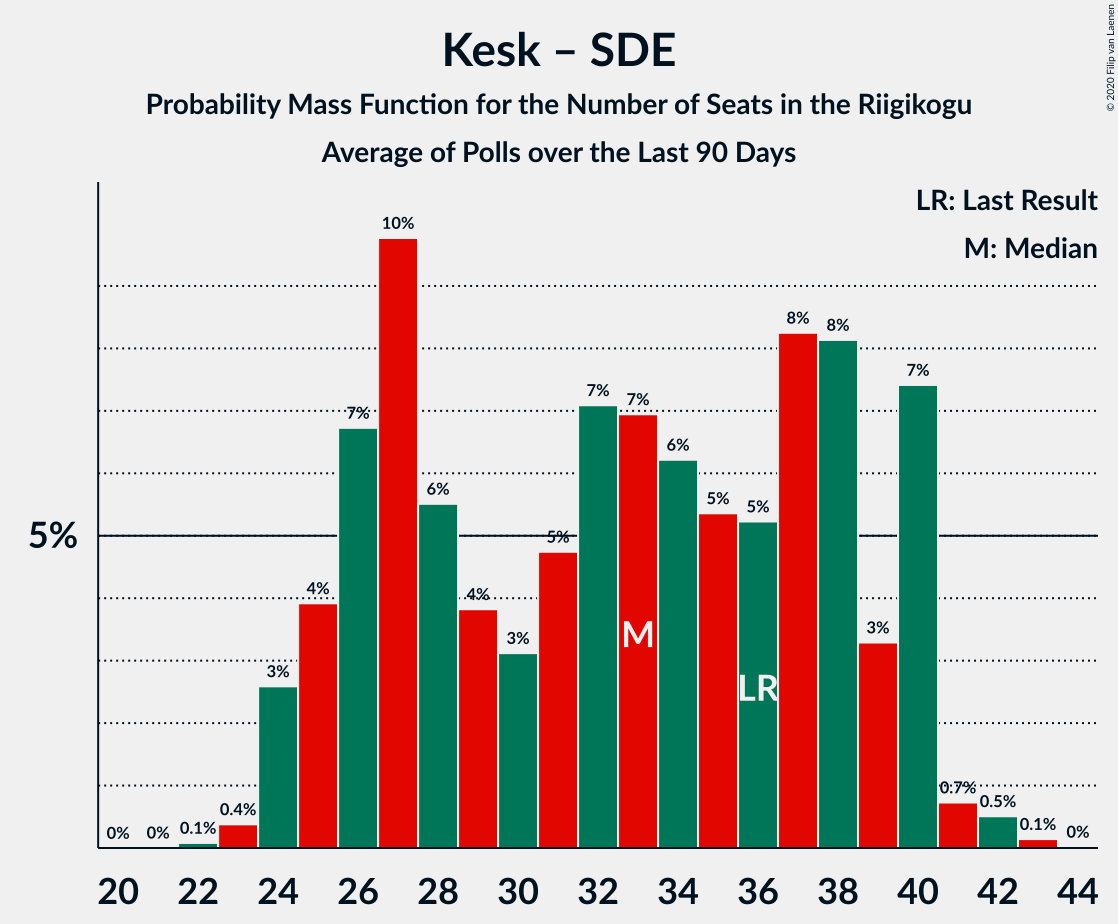 Kesk – SDE
Probability Mass Function for the Number of Seats in the Riigikogu
Average of Polls over the Last 90 Days
© 2020 Filip van Laenen
LR: Last Result
M: Median
5%
0%
0%
0.1%
0.4%
3%
4%
7%
10%
6%
4%
3%
5%
7%
7%
6%
5%
5%
8%
8%
3%
7%
0.7%
0.5%
0.1%
0%
M
LR
20 22 24 26 28 30 32 34 36 38 40 42 44